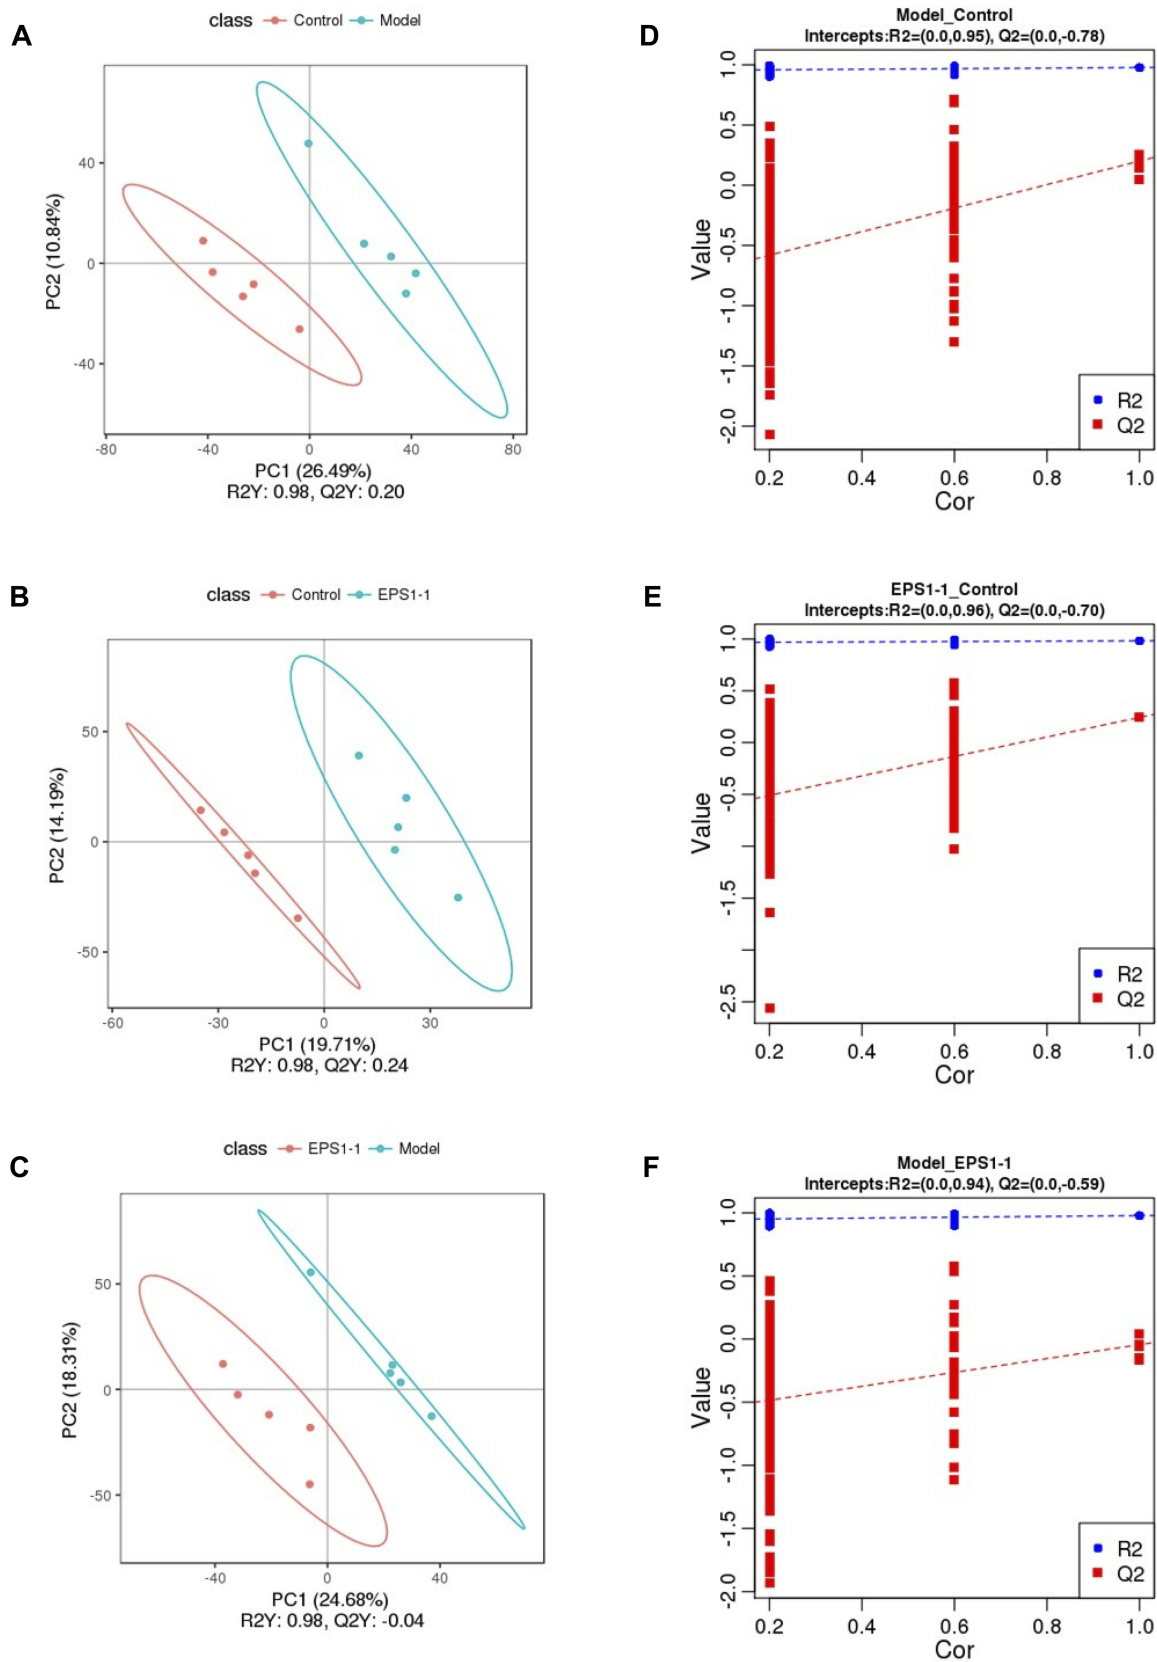 A
class Control Model
40
0
-40
PC2 (10.84%)
-80 -40 0 40 80
PC1 (26.49%)
R2Y: 0.98, Q2Y: 0.20
D
Model_Control
Intercepts:R2=(0.0,0.95), Q2=(0.0,-0.78)
1.0
0.5
0.0
-0.5
-1.0
-1.5
-2.0
Value
R2
Q2
0.2 0.4 0.6 0.8 1.0
Cor
B
class Control EPS1-1
50
0
-50
PC2 (14.19%)
-60 -30 0 30
PC1 (19.71%)
R2Y: 0.98, Q2Y: 0.24
E
EPS1-1_Control
Intercepts:R2=(0.0,0.96), Q2=(0.0,-0.70)
1.0
0.5
0.0
-0.5
-1.5
-2.5
Value
R2
Q2
0.2 0.4 0.6 0.8 1.0
Cor
C
class EPS1-1 Model
50
0
-50
PC2 (18.31%)
-40 0 40
PC1 (24.68%)
R2Y: 0.98, Q2Y: -0.04
F
Model_EPS1-1
Intercepts:R2=(0.0,0.94), Q2=(0.0,-0.59)
1.0
0.5
0.0
-0.5
-1.0
-1.5
-2.0
Value
R2
Q2
0.2 0.4 0.6 0.8 1.0
Cor